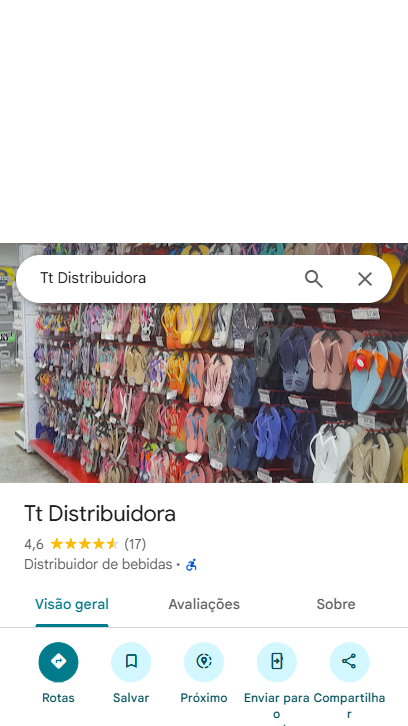 Tt Distribuidora
Tt Distribuidora
4,6 (17)
Distribuidor de bebidas ·
Visão geral Avaliações Sobre
Rotas Salvar Próximo Enviar para o Compartilhar